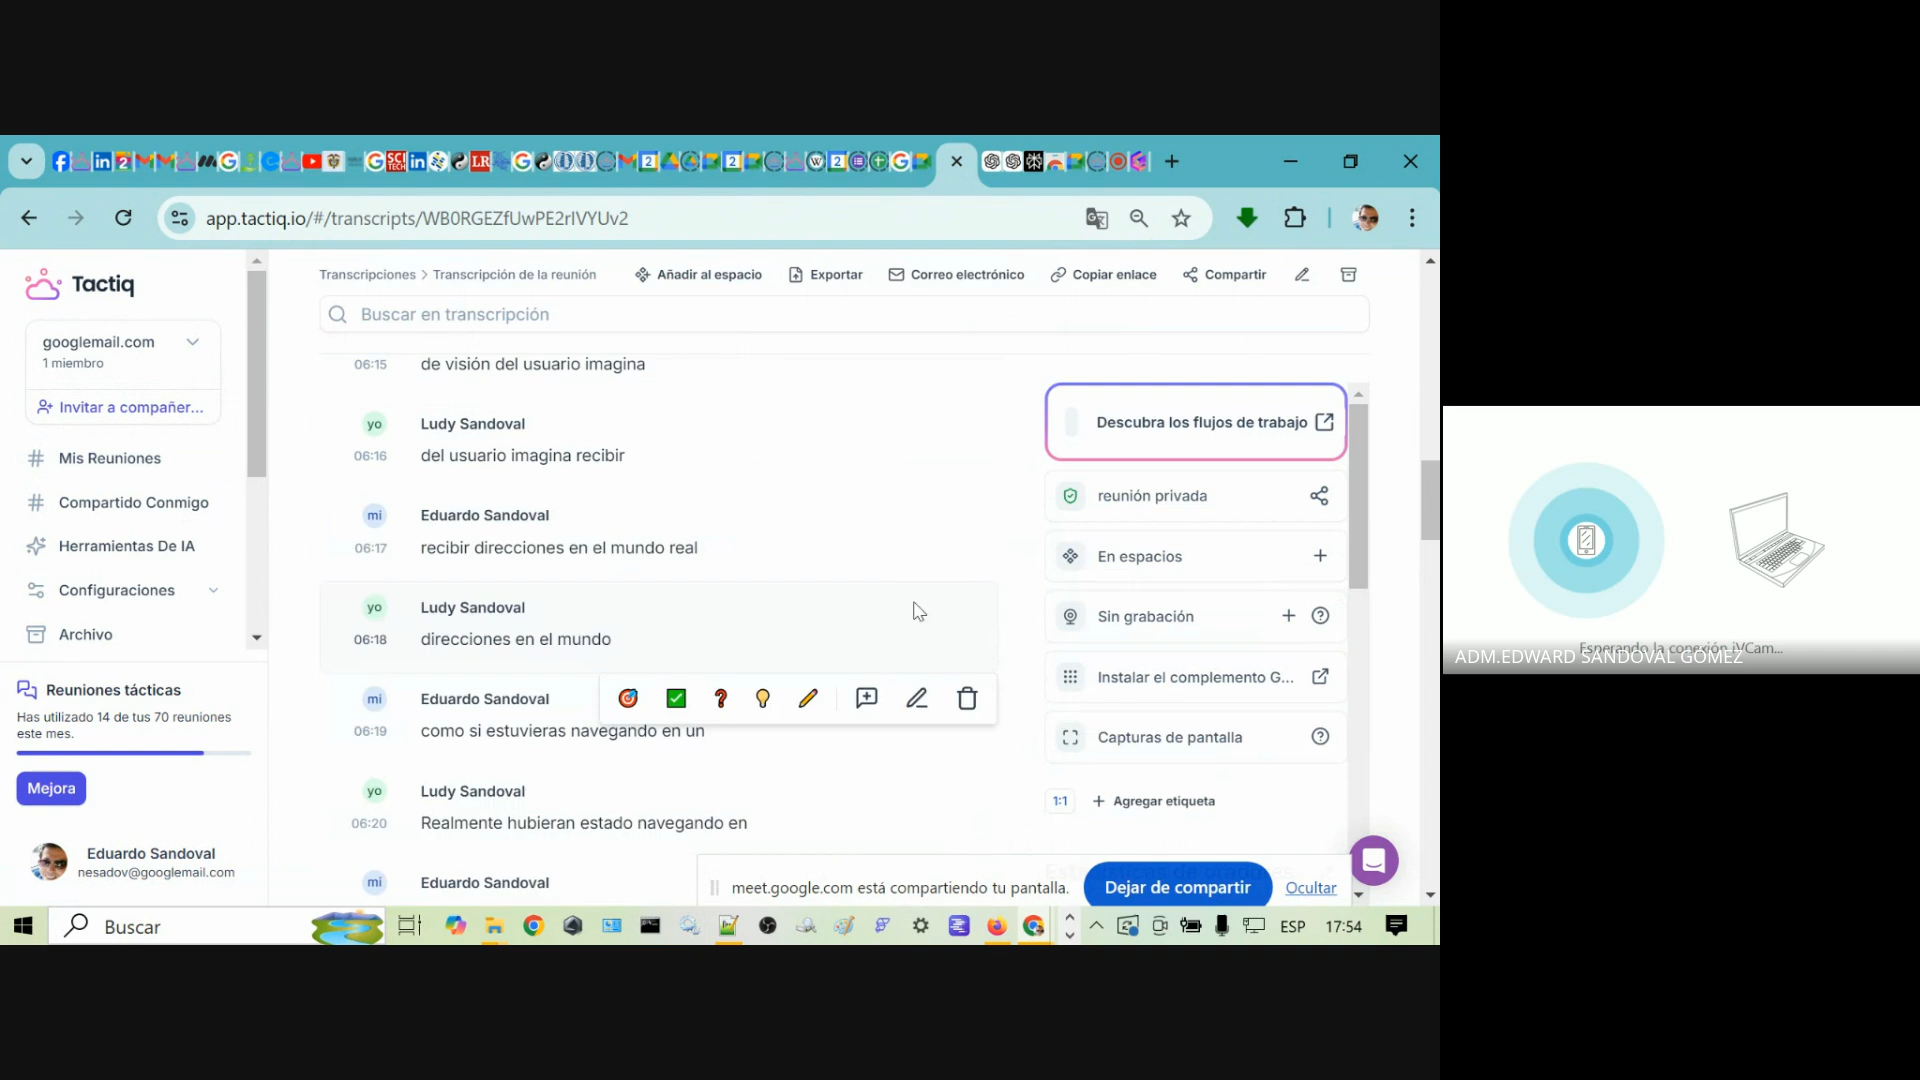 app.tactiq.io/#/transcripts/WB0RGEZfUwPE2rlVYUv2
Tactiq
googlemail.com
1 miembro
Invitar a compañer...
Mis Reuniones
Compartido Conmigo
Herramientas De IA
Configuraciones
Archivo
Reuniones tácticas
Has utilizado 14 de tus 70 reuniones
este mes.
Mejora
Eduardo Sandoval
nesadov@googlemail.com
Transcripciones > Transcripción de la reunión
Añadir al espacio
Exportar
Correo electrónico
Copiar enlace
Compartir
Buscar en transcripción
06:15 de visión del usuario imagina
yo Ludy Sandoval
06:16 del usuario imagina recibir
mi Eduardo Sandoval
06:17 recibir direcciones en el mundo real
yo Ludy Sandoval
06:18 direcciones en el mundo
mi Eduardo Sandoval
06:19 como si estuvieras navegando en un
yo Ludy Sandoval
06:20 Realmente hubieran estado navegando en
mi Eduardo Sandoval
Descubra los flujos de trabajo
reunión privada
En espacios
Sin grabación
Instalar el complemento G...
Capturas de pantalla
1:1 + Agregar etiqueta
meet.google.com está compartiendo tu pantalla.
Dejar de compartir
Ocultar
Buscar
ESP
17:54
Esperando la conexión iVCam...
ADM.EDWARD SANDOVAL GOMEZ